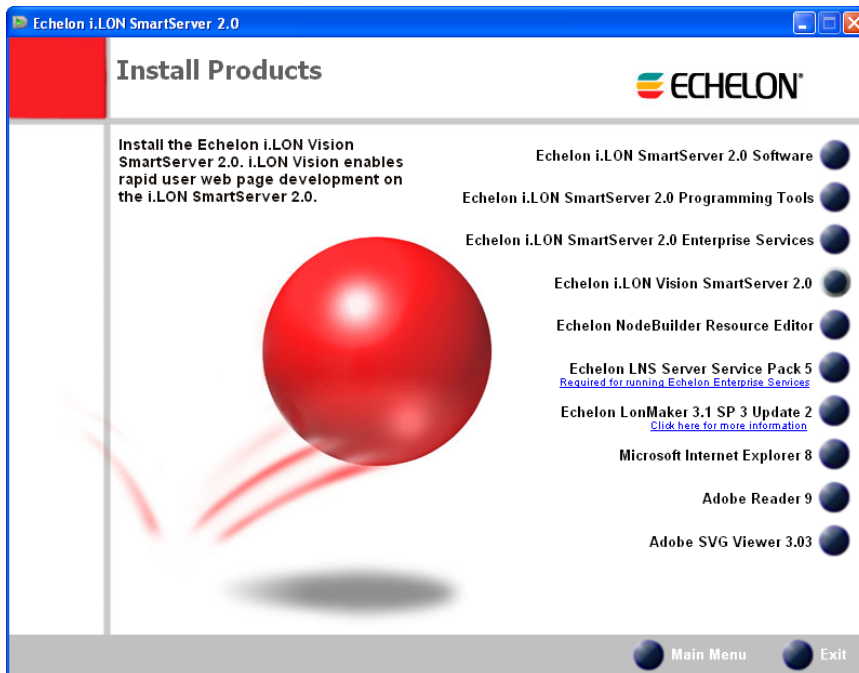 Echelon i.LON SmartServer 2.0
Install Products
ECHELON®
Install the Echelon i.LON Vision
SmartServer 2.0. i.LON Vision enables
rapid user web page development on
the i.LON SmartServer 2.0.
Echelon i.LON SmartServer 2.0 Software
Echelon i.LON SmartServer 2.0 Programming Tools
Echelon i.LON SmartServer 2.0 Enterprise Services
Echelon i.LON Vision SmartServer 2.0
Echelon NodeBuilder Resource Editor
Echelon LNS Server Service Pack 5
Required for running Echelon Enterprise Services
Echelon LonMaker 3.1 SP 3 Update 2
Click here for more information
Microsoft Internet Explorer 8
Adobe Reader 9
Adobe SVG Viewer 3.03
Main Menu
Exit